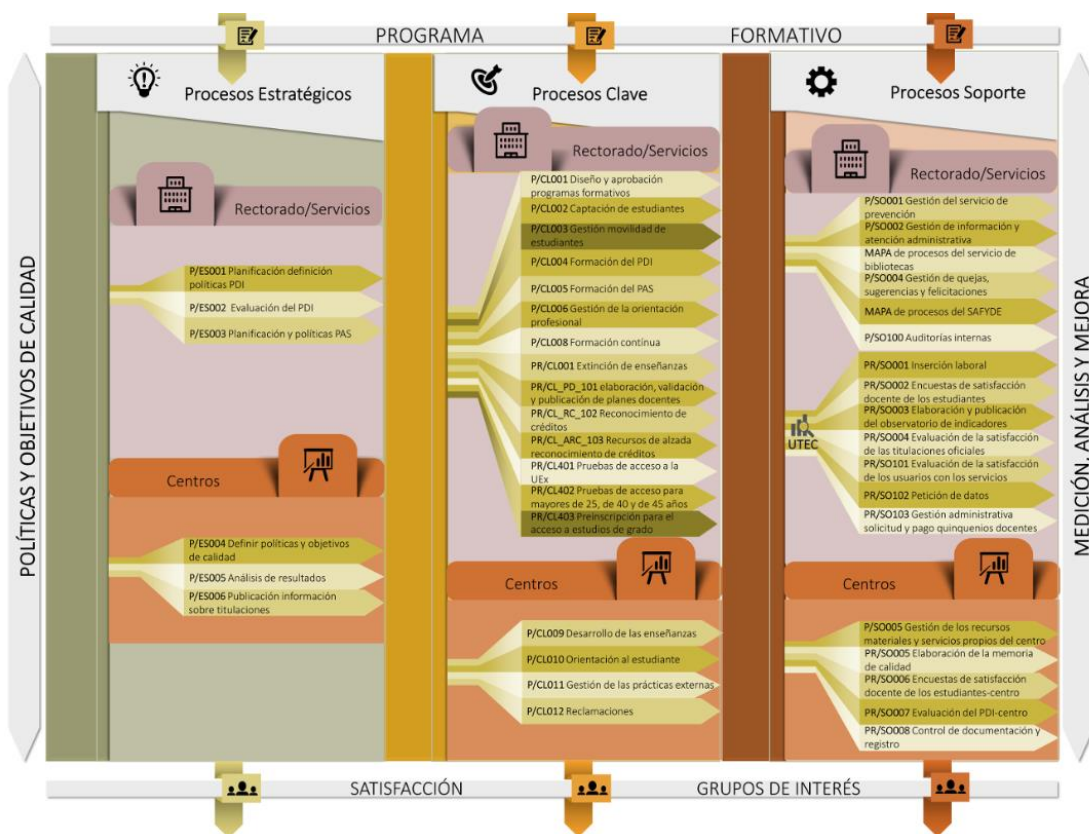 PROGRAMA
FORMATIVO
POLÍTICAS Y OBJETIVOS DE CALIDAD
Procesos Estratégicos
Rectorado/Servicios
P/ES001 Planificación definición
políticas PDI
P/ES002 Evaluación del PDI
P/ES003 Planificación y políticas PAS
Centros
P/ES004 Definir políticas y objetivos
de calidad
P/ES005 Análisis de resultados
P/ES006 Publicación información
sobre titulaciones
Procesos Clave
Rectorado/Servicios
P/CL001 Diseño y aprobación
programas formativos
P/CL002 Captación de estudiantes
P/CL003 Gestión movilidad de
estudiantes
P/CL004 Formación del PDI
P/CL005 Formación del PAS
P/CL006 Gestión de la orientación
profesional
P/CL008 Formación contínua
PR/CL001 Extinción de enseñanzas
PR/CL_PD_101 elaboración, validación
y publicación de planes docentes
PR/CL_RC_102 Reconocimiento de
créditos
PR/CL_ARC_103 Recursos de alzada
reconocimiento de créditos
PR/CL401 Pruebas de acceso a la
UEx
PR/CL402 Pruebas de acceso para
mayores de 25, de 40 y de 45 años
PR/CL403 Preinscripción para el
acceso a estudios de grado
Centros
P/CL009 Desarrollo de las enseñanzas
P/CL010 Orientación al estudiante
P/CL011 Gestión de las prácticas externas
P/CL012 Reclamaciones
Procesos Soporte
Rectorado/Servicios
P/SO001 Gestión del servicio de
prevención
P/SO002 Gestión de información y
atención administrativa
MAPA de procesos del servicio de
bibliotecas
P/SO004 Gestión de quejas,
sugerencias y felicitaciones
MAPA de procesos del SAFYDE
P/SO100 Auditorías internas
UTEC
PR/SO001 Inserción laboral
PR/SO002 Encuestas de satisfacción
docente de los estudiantes
PR/SO003 Elaboración y publicación
del observatorio de indicadores
PR/SO004 Evaluación de la satisfacción
de las titulaciones oficiales
PR/SO101 Evaluación de la satisfacción
de los usuarios con los servicios
PR/SO102 Petición de datos
PR/SO103 Gestión administrativa
solicitud y pago quinquenios docentes
Centros
P/SO005 Gestión de los recursos
materiales y servicios propios del centro
PR/SO005 Elaboración de la memoria
de calidad
PR/SO006 Encuestas de satisfacción
docente de los estudiantes-centro
PR/SO007 Evaluación del PDI-centro
PR/SO008 Control de documentación y
registro
MEDICIÓN, ANÁLISIS Y MEJORA
SATISFACCIÓN
GRUPOS DE INTERÉS